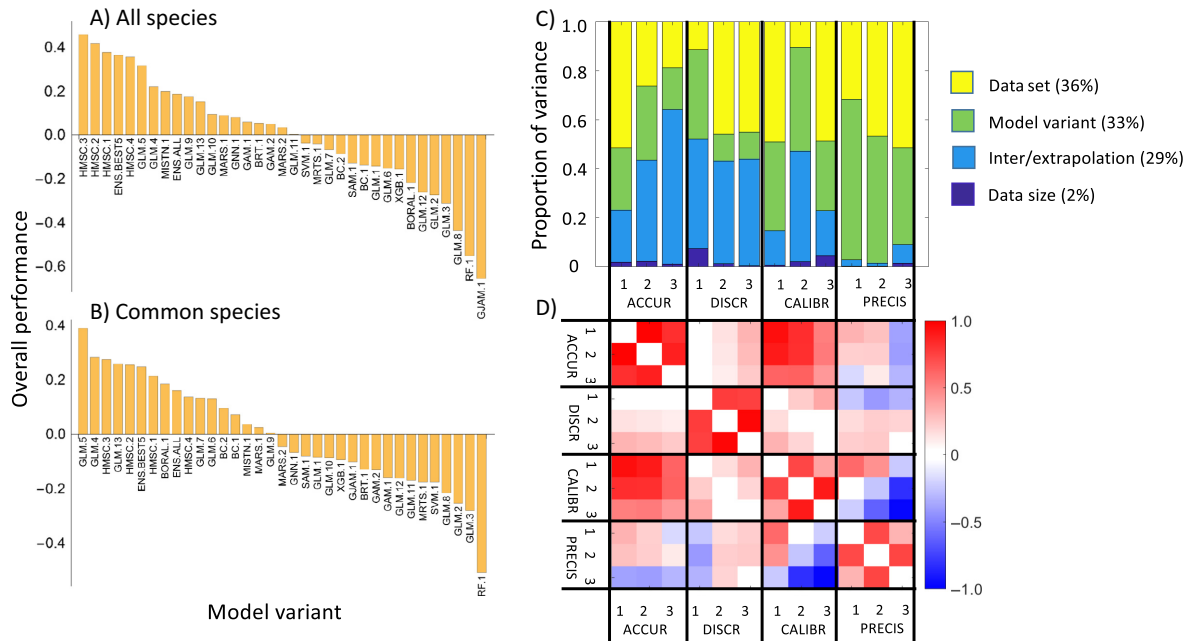 A) All species
0.4
0.2
0.0
−0.2
−0.4
−0.6
HMSC.3
HMSC.2
HMSC.1
ENS.BEST5
HMSC.4
GLM.5
GLM.4
MISTN.1
ENS.ALL
GLM.9
GLM.13
GLM.10
MARS.1
GNN.1
GAM.1
BRT.1
GAM.2
MARS.2
GLM.11
SVM.1
MRTS.1
GLM.7
BC.2
SAM.1
BC.1
GLM.1
GLM.6
XGB.1
BORAL.1
GLM.12
GLM.2
GLM.3
GLM.8
RF.1
GJAM.1
Overall performance
B) Common species
0.4
0.2
0.0
−0.2
−0.4
GLM.5
GLM.4
HMSC.3
GLM.13
HMSC.2
ENS.BEST5
HMSC.1
BORAL.1
ENS.ALL
HMSC.4
GLM.7
GLM.6
BC.2
BC.1
MISTN.1
MARS.1
GLM.9
MARS.2
GNN.1
SAM.1
GLM.1
GLM.10
XGB.1
GJAM.1
BRT.1
GAM.2
GAM.1
GLM.12
GLM.11
MRTS.1
SVM.1
GLM.8
GLM.2
GLM.3
RF.1
Model variant
C)
Proportion of variance
1.0
0.8
0.6
0.4
0.2
0
1 2 3 1 2 3 1 2 3 1 2 3
ACCUR DISCR CALIBR PRECIS
Data set (36%)
Model variant (33%)
Inter/extrapolation (29%)
Data size (2%)
D)
ACCUR
1 2 3
DISCR
1 2 3
CALIBR
1 2 3
PRECIS
1 2 3
1 2 3 1 2 3 1 2 3 1 2 3
ACCUR DISCR CALIBR PRECIS
1.0
0.5
0
−0.5
−1.0